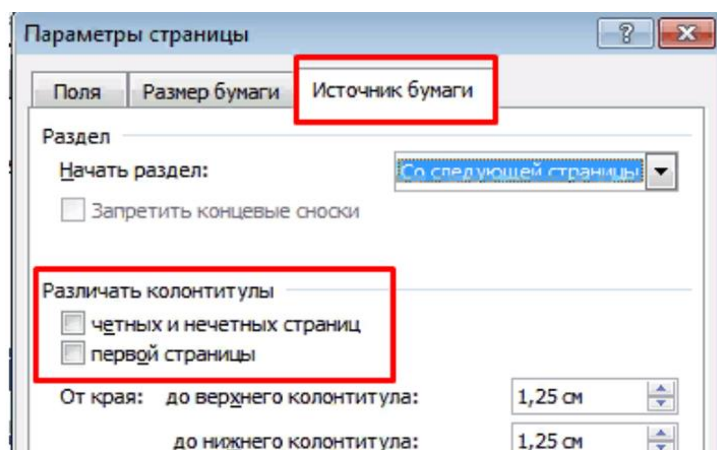 Параметры страницы
Поля Размер бумаги Источник бумаги
Раздел
Начать раздел: Со следующей страницы
Запретить концевые сноски
Различать колонтитулы
четных и нечетных страниц
первой страницы
От края: до верхнего колонтитула: 1,25 см
до нижнего колонтитула: 1,25 см